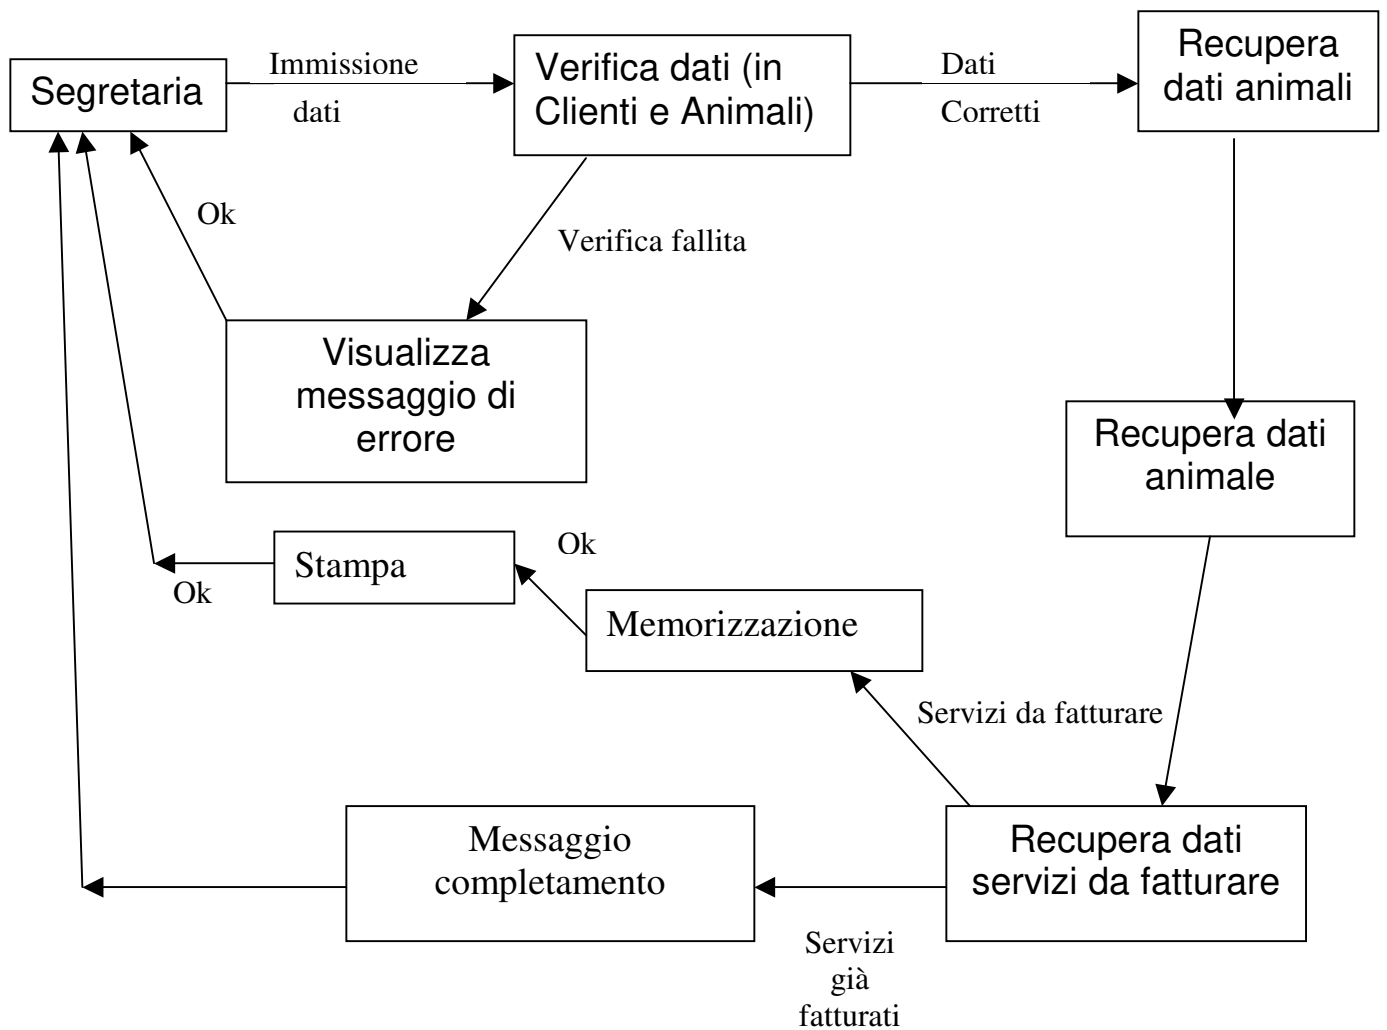 Segretaria
Immissione
dati
Verifica dati (in
Clienti e Animali)
Dati
Corretti
Recupera
dati animali
Ok
Verifica fallita
Visualizza
messaggio di
errore
Recupera dati
animale
Stampa
Ok
Ok
Memorizzazione
Servizi da fatturare
Messaggio
completamento
Recupera dati
servizi da fatturare
Servizi
già
fatturati